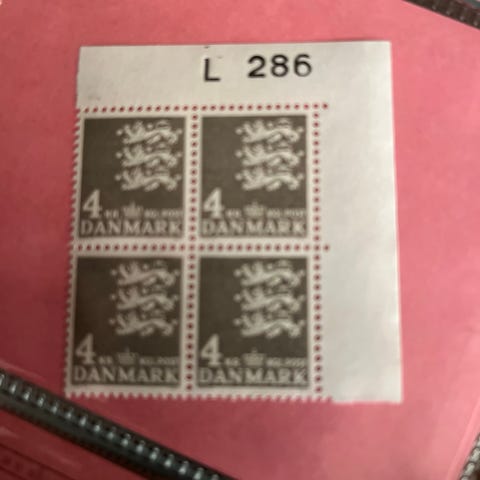 L 286
4 KR. KGL. POST
DANMARK
4 KR. KGL. POST
DANMARK
4 KR. KGL. POST
DANMARK
4 KR. KGL. POST
DANMARK